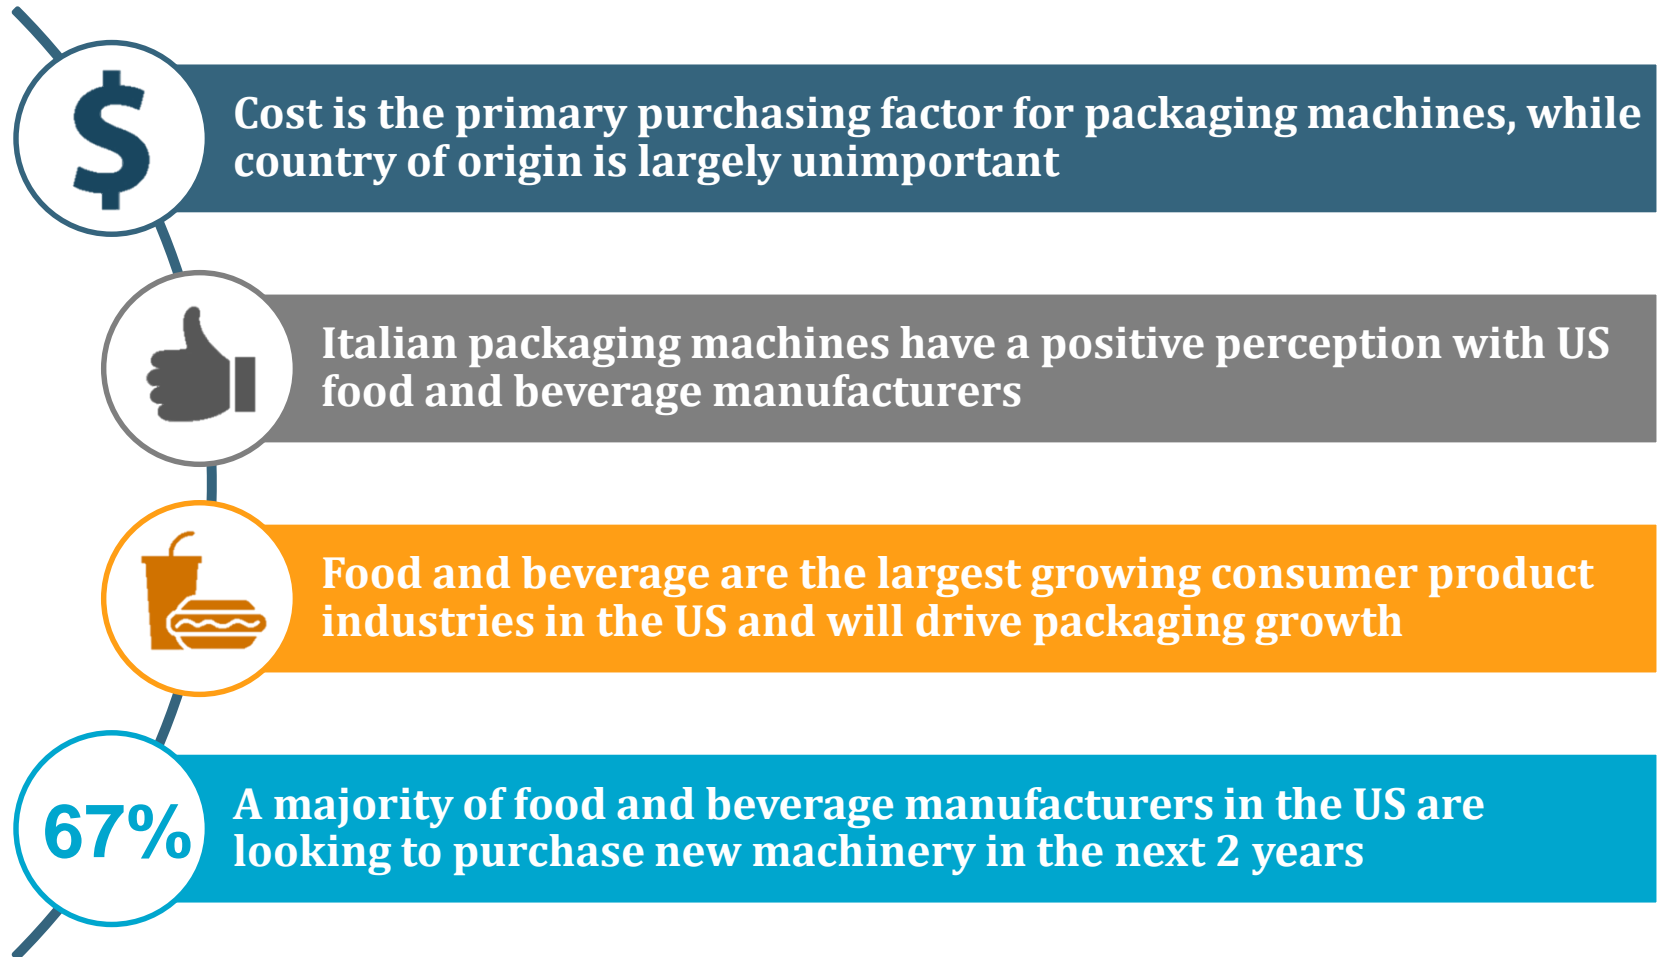 $
Cost is the primary purchasing factor for packaging machines, while
country of origin is largely unimportant
Italian packaging machines have a positive perception with US
food and beverage manufacturers
Food and beverage are the largest growing consumer product
industries in the US and will drive packaging growth
67%
A majority of food and beverage manufacturers in the US are
looking to purchase new machinery in the next 2 years